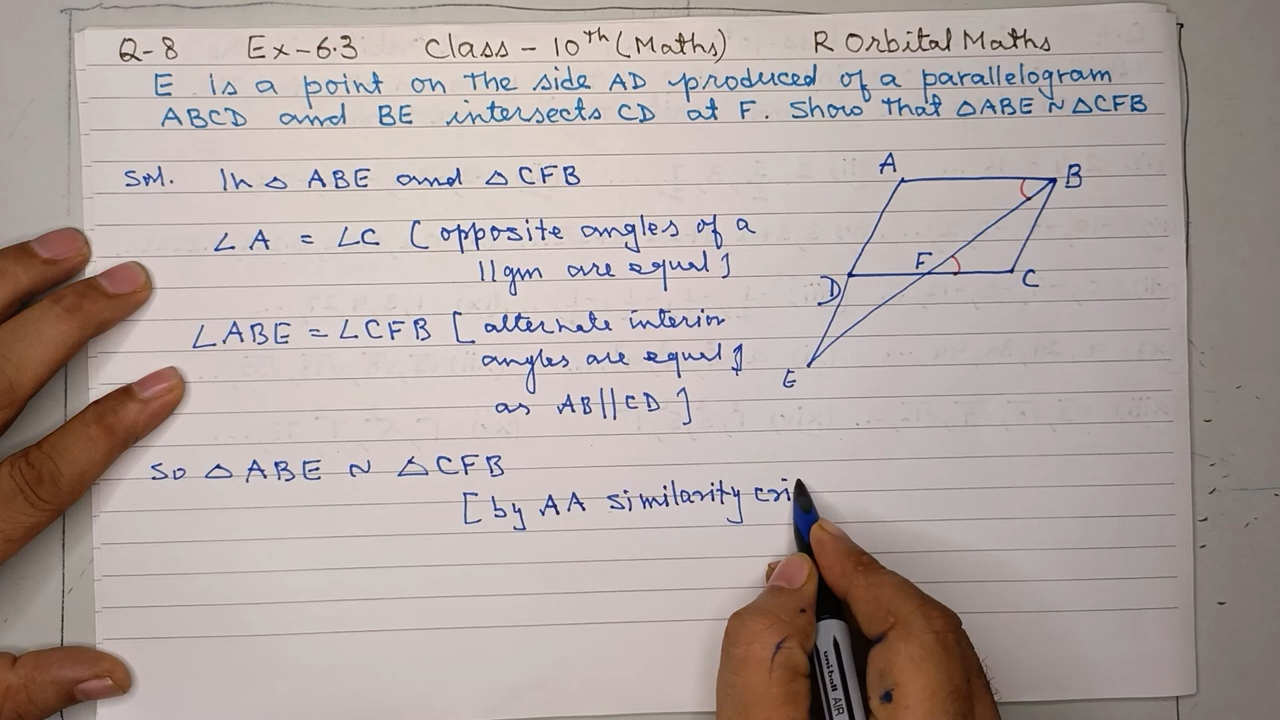 Q-8 Ex-6.3 Class-10th (Maths) R Orbital Maths
E is a point on the side AD produced of a parallelogram
ABCD and BE intersects CD at F. Show that △ABE ~ △CFB
Sol. In △ ABE and △ CFB
∠A = ∠C (opposite angles of a
||gm are equal]
∠ABE = ∠CFB [alternate interior
angles are equal]
as AB||CD]
So △ABE ~ △CFB
[by AA similarity cri
A
B
F
D
C
E
uniball AIR